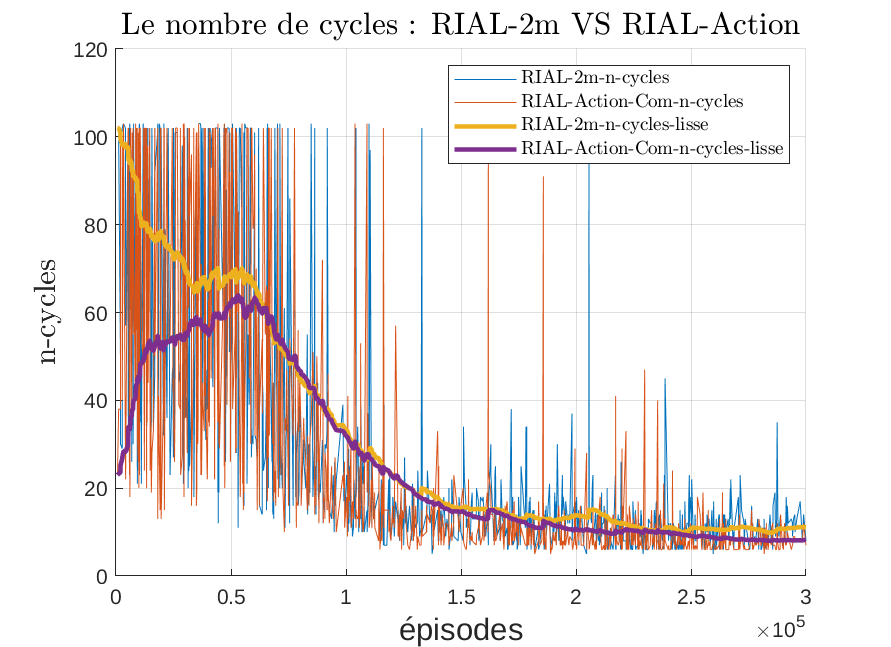 Le nombre de cycles : RIAL-2m VS RIAL-Action
RIAL-2m-n-cycles
RIAL-Action-Com-n-cycles
RIAL-2m-n-cycles-lisse
RIAL-Action-Com-n-cycles-lisse
n-cycles
120
100
80
60
40
20
0
0 0.5 1 1.5 2 2.5 3
épisodes
×10⁵